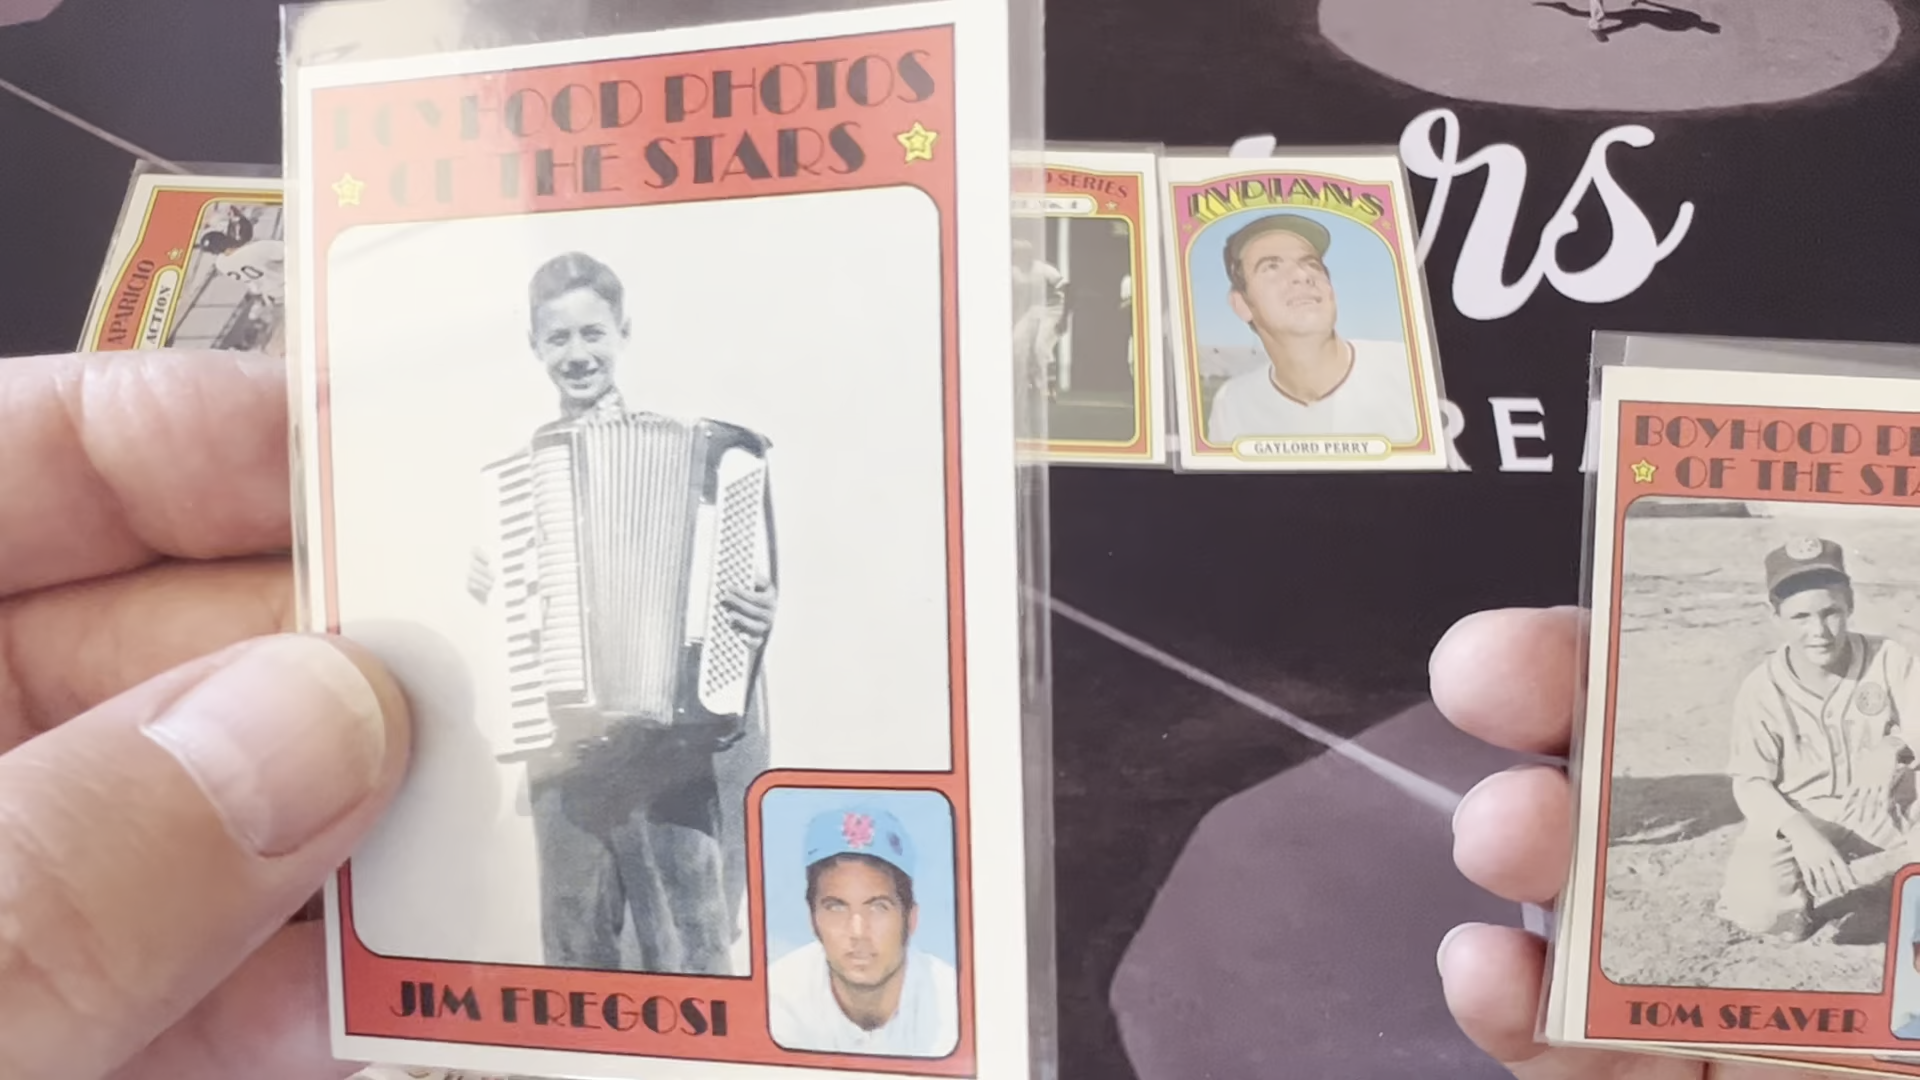 BOYHOOD PHOTOS
OF THE STARS
JIM FREGOSI
APARICIO
ACTION
SERIES
INDIANS
GAYLORD PERRY
rs
RE
BOYHOOD P
OF THE STA
TOM SEAVER